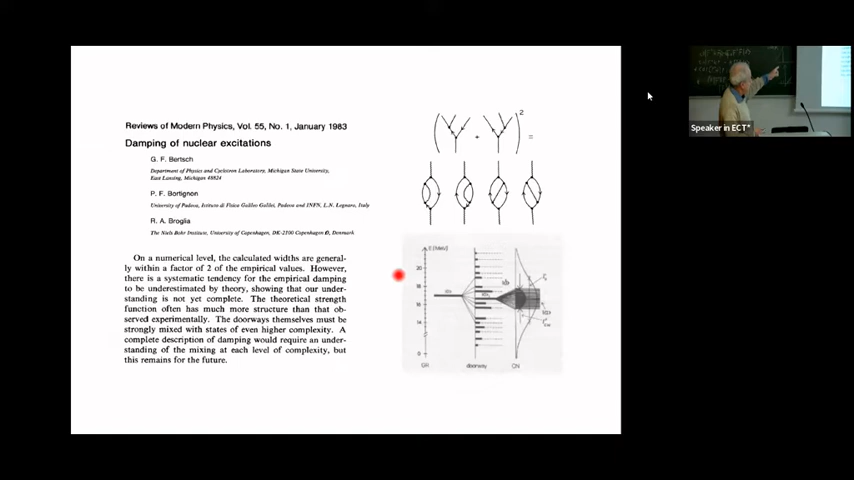 Reviews of Modern Physics, Vol. 55, No. 1, January 1983
Damping of nuclear excitations
G. F. Bertsch
Department of Physics and Cyclotron Laboratory, Michigan State University,
East Lansing, Michigan 48824
P. F. Bortignon
University of Padova, Istituto di Fisica Galileo Galilei, Padova and INFN, L.N. Legnaro, Italy
R. A. Broglia
The Niels Bohr Institute, University of Copenhagen, DK-2100 Copenhagen Ø, Denmark
On a numerical level, the calculated widths are general-
ly within a factor of 2 of the empirical values. However,
there is a systematic tendency for the empirical damping
to be underestimated by theory, showing that our under-
standing is not yet complete. The theoretical strength
function often has much more structure than that ob-
served experimentally. The doorways themselves must be
strongly mixed with states of even higher complexity. A
complete description of damping would require an under-
standing of the mixing at each level of complexity, but
this remains for the future.
2
+
=
E [MeV]
20
18
16
14
0
GR
doorway
CN
Speaker in ECT*